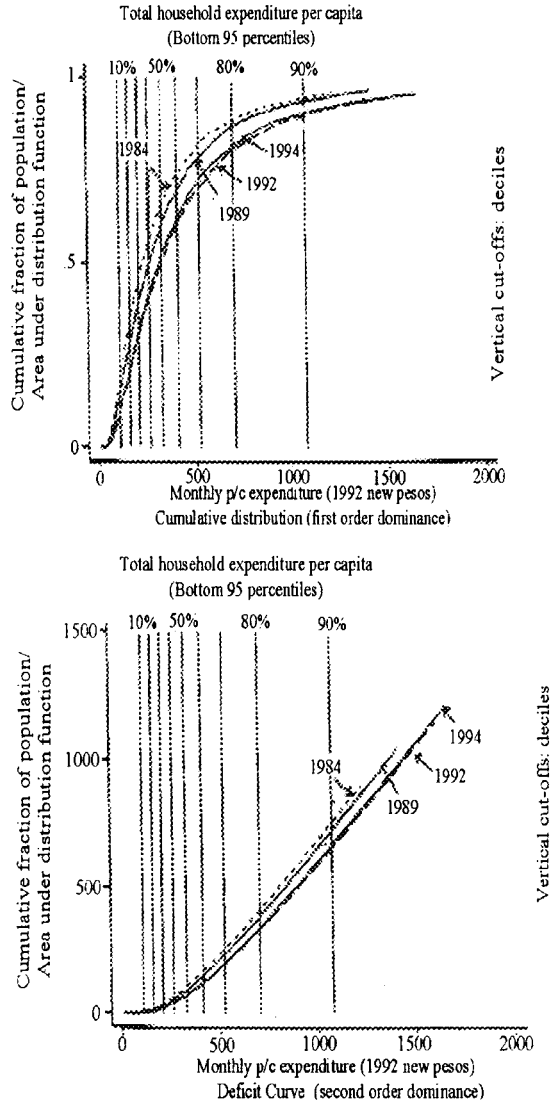 Total household expenditure per capita
(Bottom 95 percentiles)
10% 50% 80% 90%
Cumulative fraction of population/
Area under distribution function
1
.5
0
1984
1994
1992
1989
Vertical cut-offs: deciles
0 500 1000 1500 2000
Monthly p/c expenditure (1992 new pesos)
Cumulative distribution (first order dominance)
Total household expenditure per capita
(Bottom 95 percentiles)
10% 50% 80% 90%
Cumulative fraction of population/
Area under distribution function
1500
1000
500
0
1984
1994
1992
1989
Vertical cut-offs: deciles
0 500 1000 1500 2000
Monthly p/c expenditure (1992 new pesos)
Deficit Curve (second order dominance)